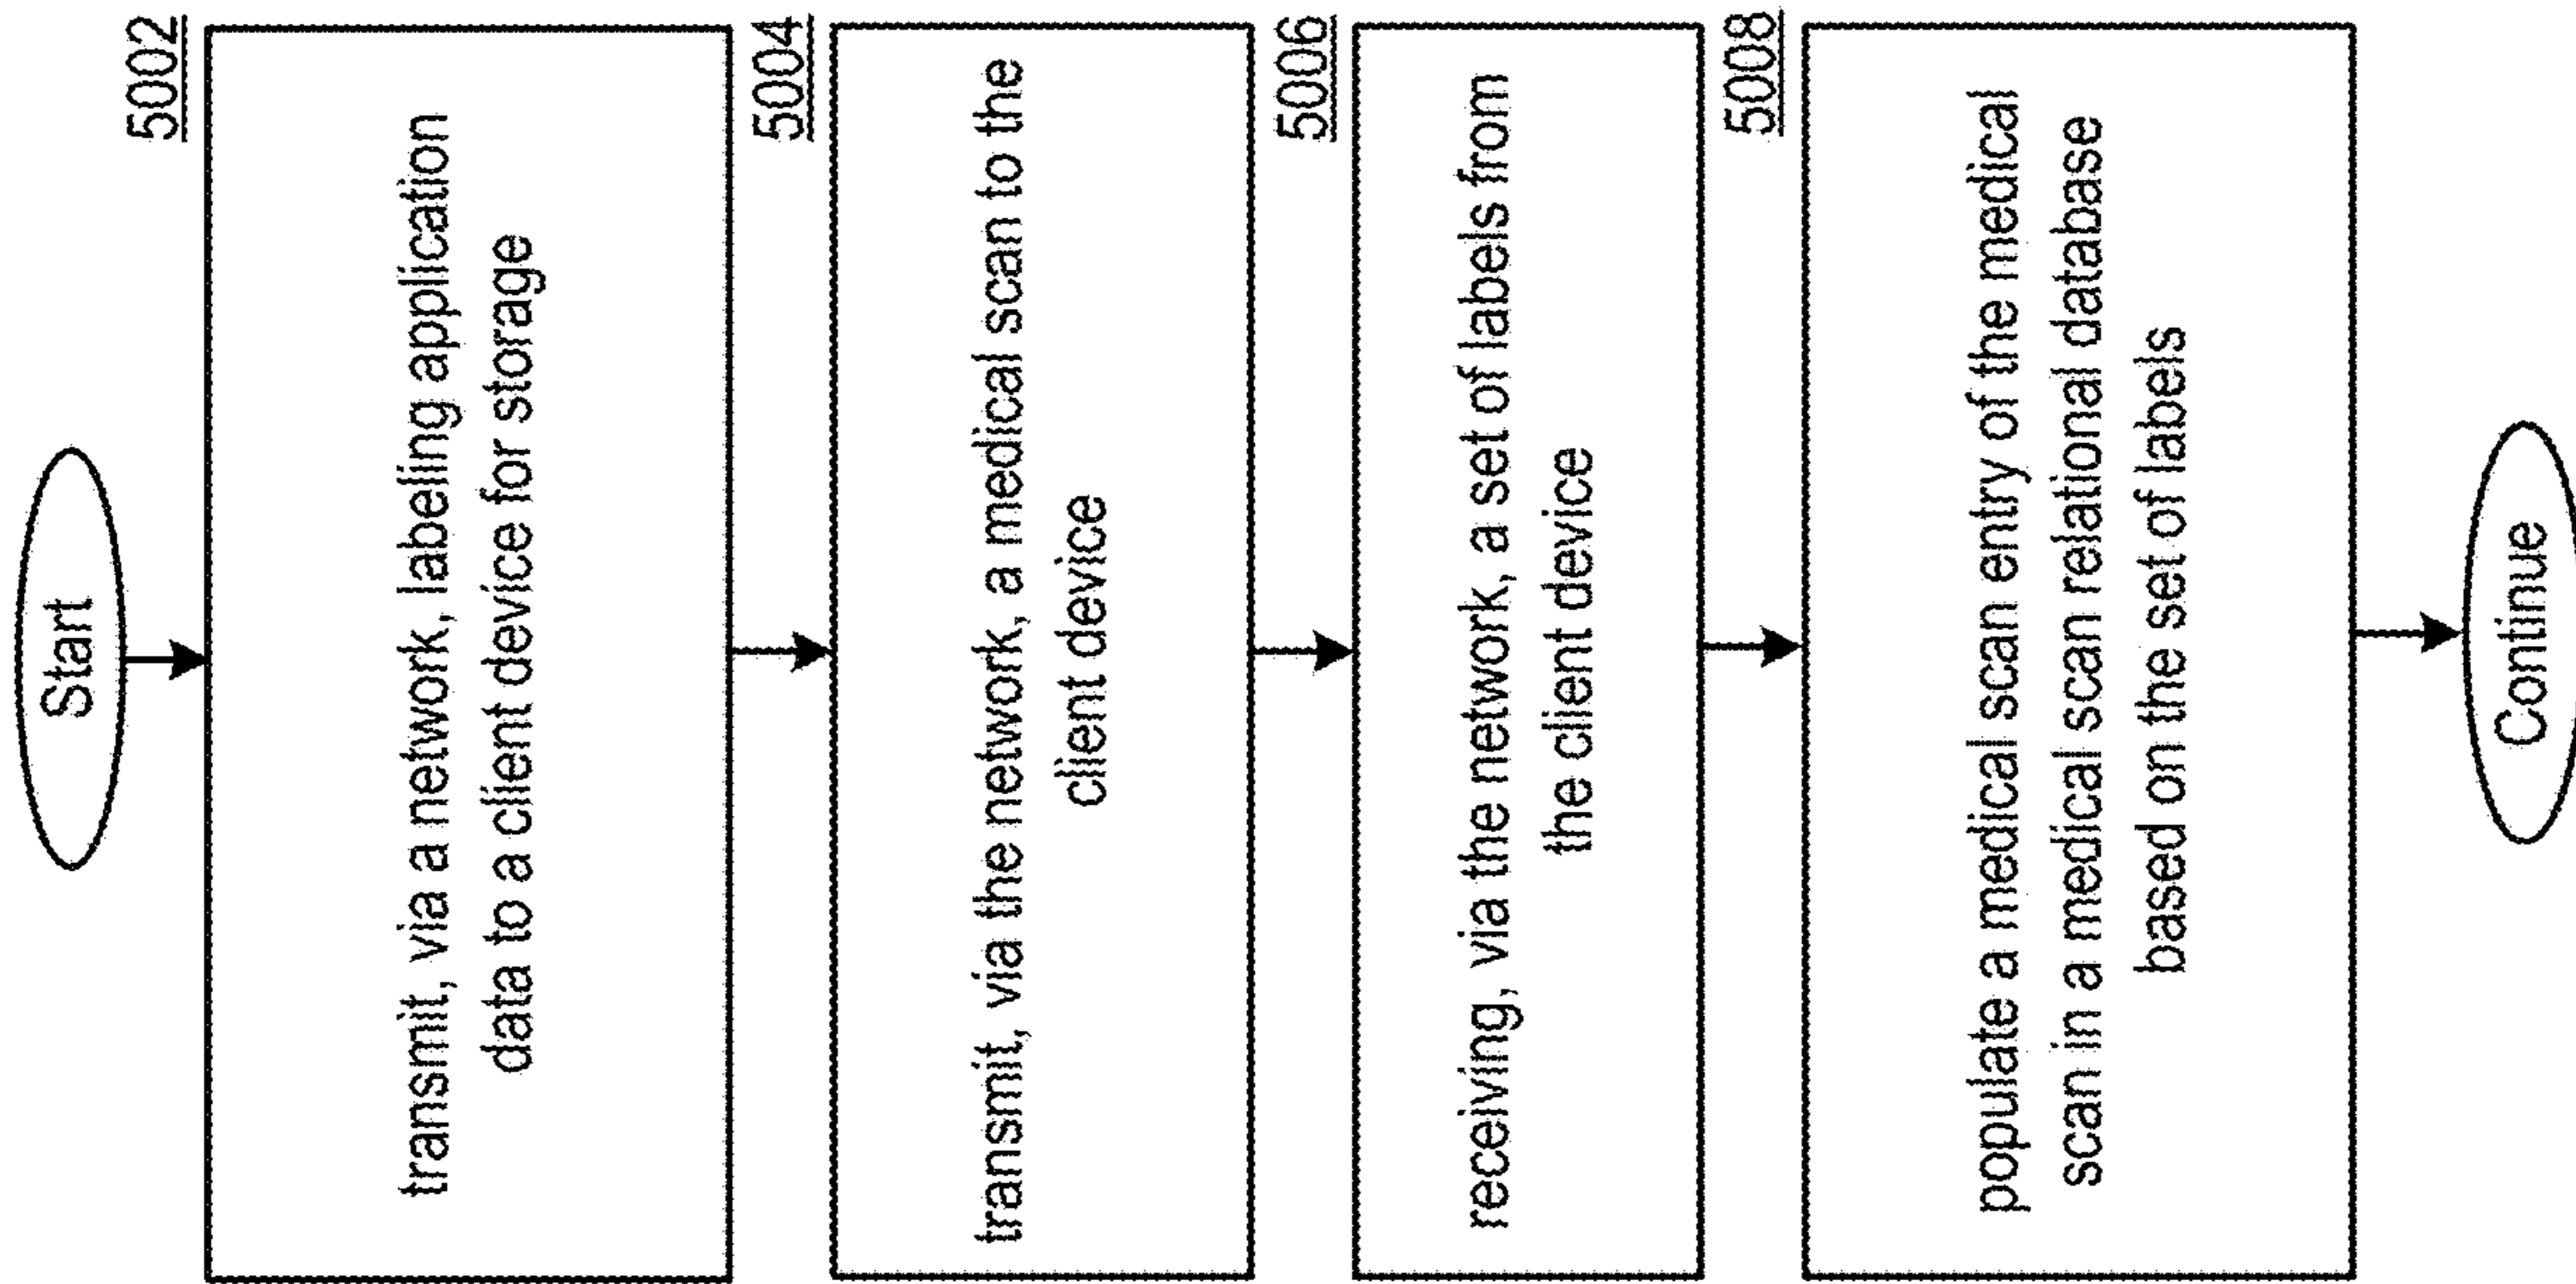 Start
5002
transmit, via a network, labeling application
data to a client device for storage
5004
transmit, via the network, a medical scan to the
client device
5006
receiving, via the network, a set of labels from
the client device
5008
populate a medical scan entry of the medical
scan in a medical scan relational database
based on the set of labels
Continue